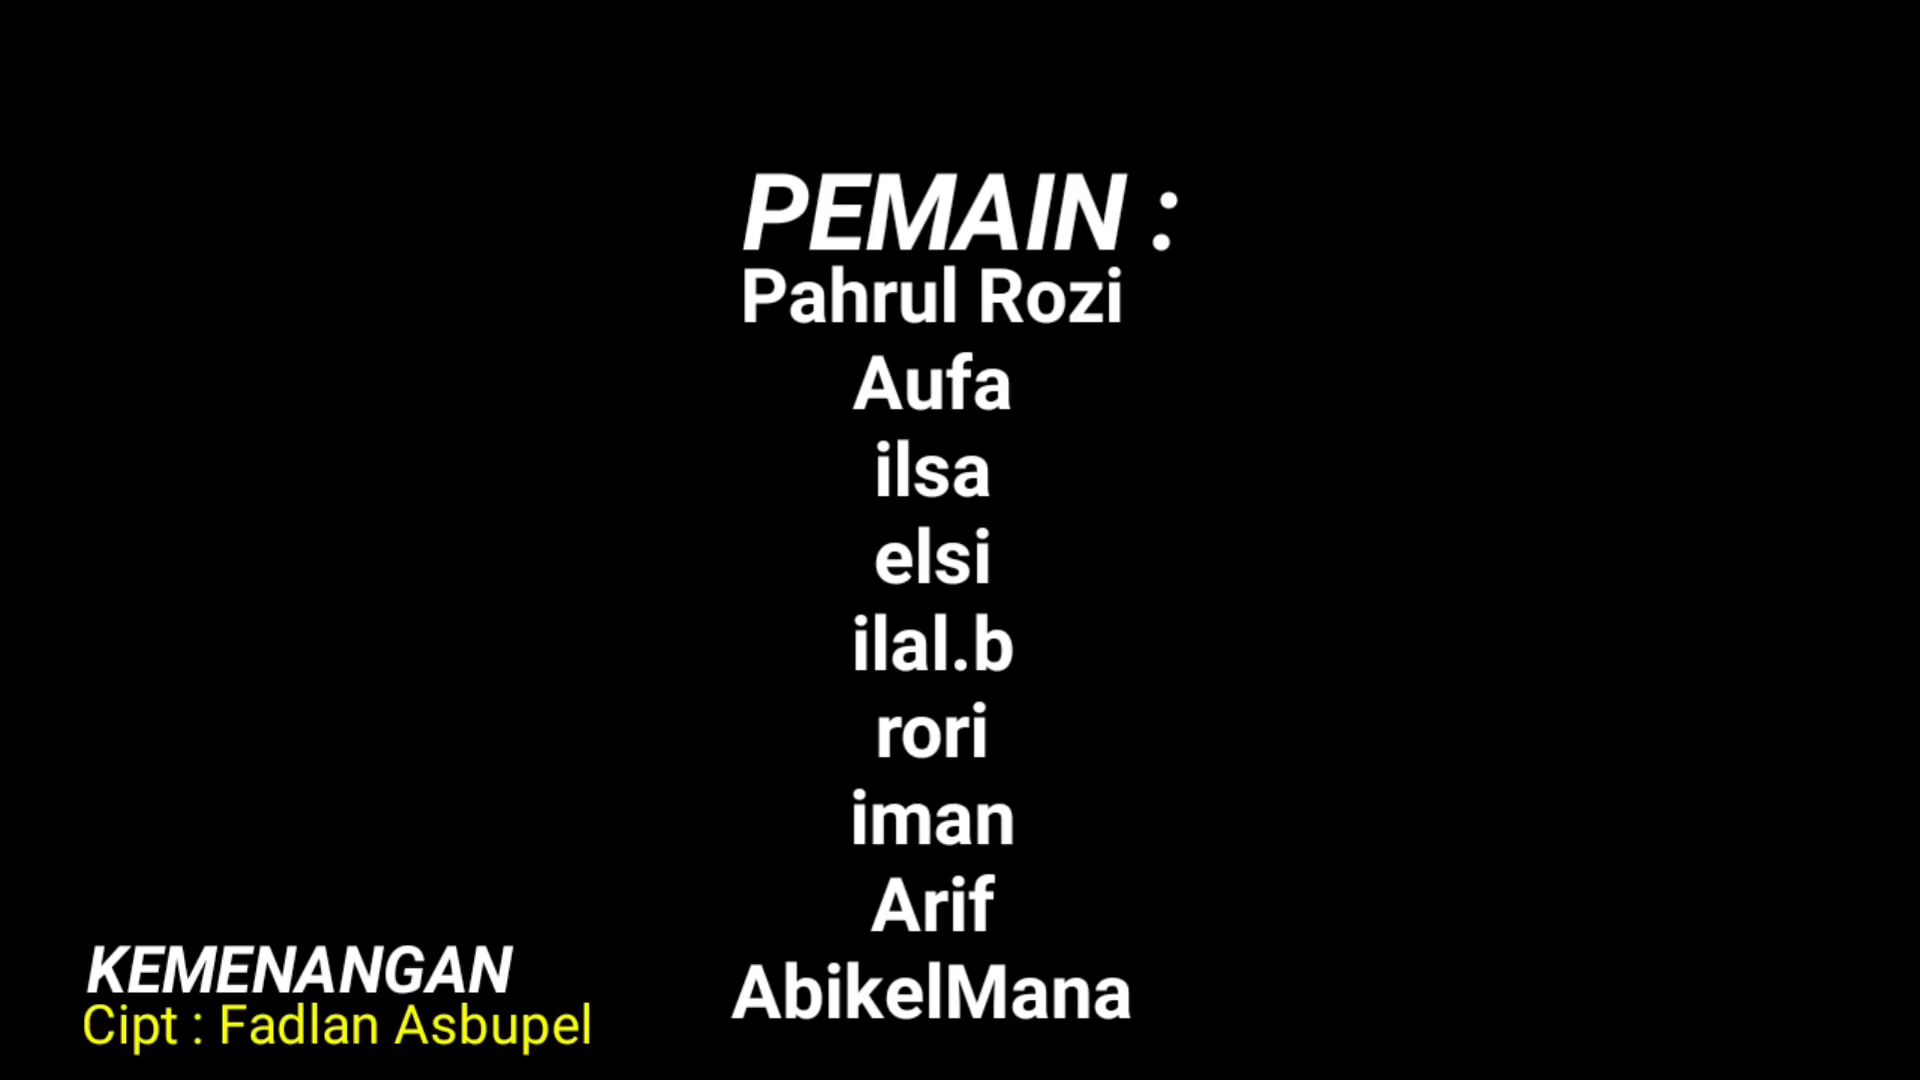 PEMAIN :
Pahrul Rozi
Aufa
ilsa
elsi
ilal.b
rori
iman
Arif
AbikelMana
KEMENANGAN
Cipt : Fadlan Asbupel